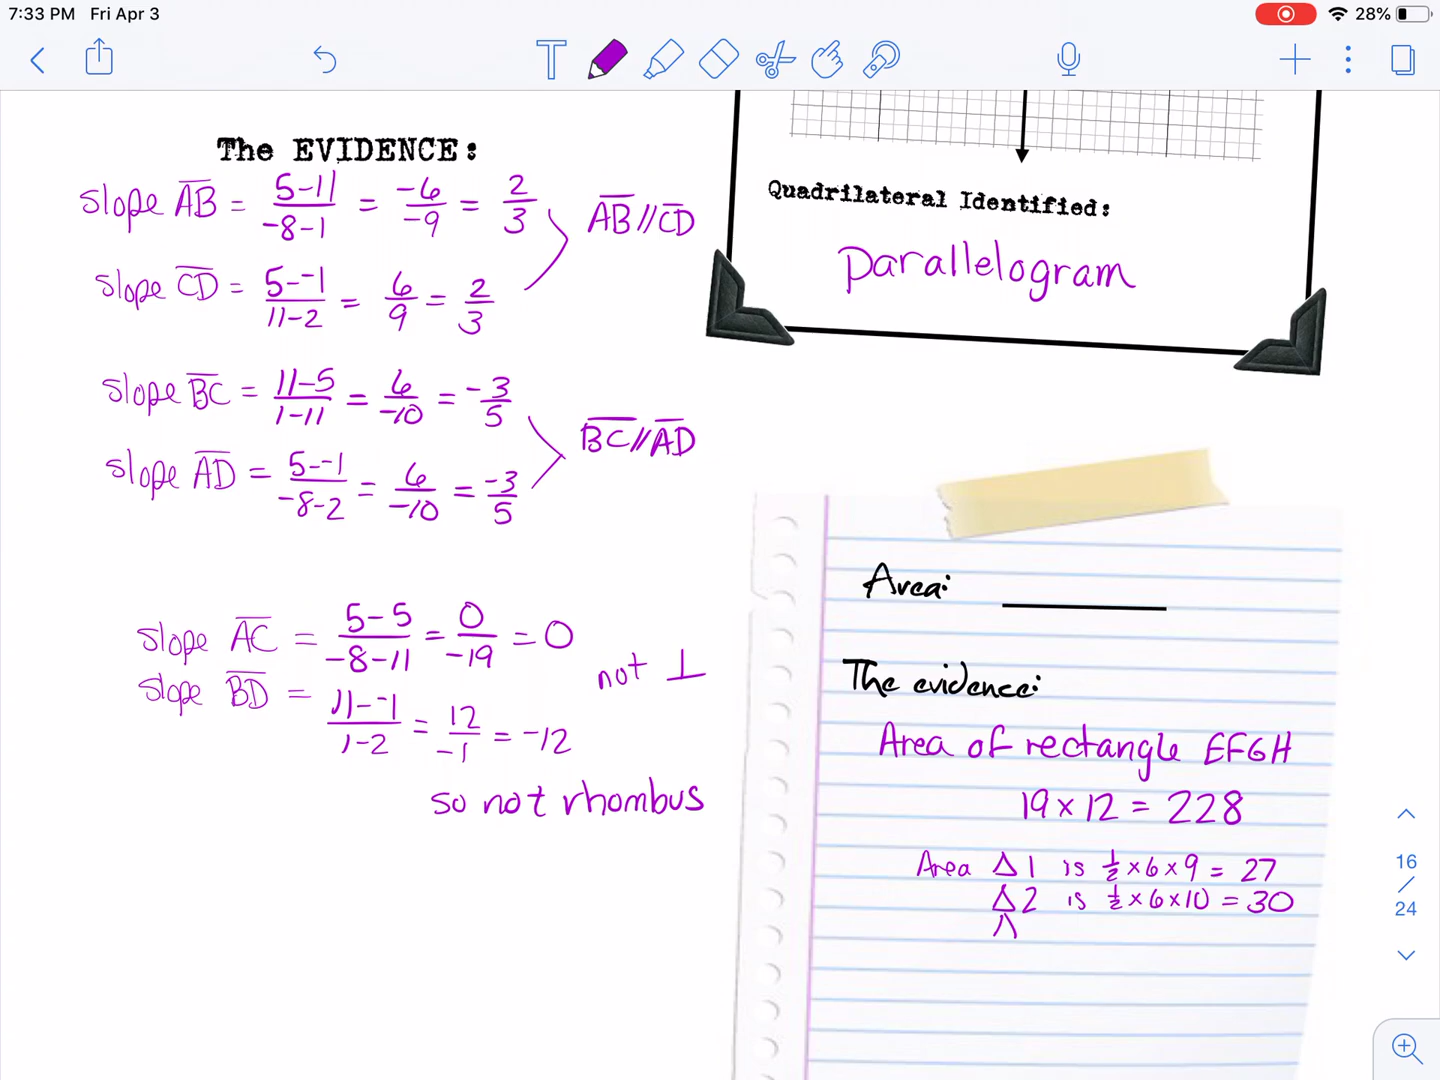 7:33 PM Fri Apr 3
28%
The EVIDENCE:
slope AB = 5-11/-8-1 = -6/-9 = 2/3
AB//CD
slope CD = 5--1/11-2 = 6/9 = 2/3
slope BC = 11-5/1-11 = 6/-10 = -3/5
BC//AD
slope AD = 5--1/-8-2 = 6/-10 = -3/5
slope AC = 5-5/-8-11 = 0/-19 = 0
not ⊥
slope BD = 11--1/1-2 = 12/-1 = -12
so not rhombus
Quadrilateral Identified:
Parallelogram
Area:
The evidence:
Area of rectangle EFGH
19 x 12 = 228
Area △1 is 1/2 x 6 x 9 = 27
△2 is 1/2 x 6 x 10 = 30
16
/
24